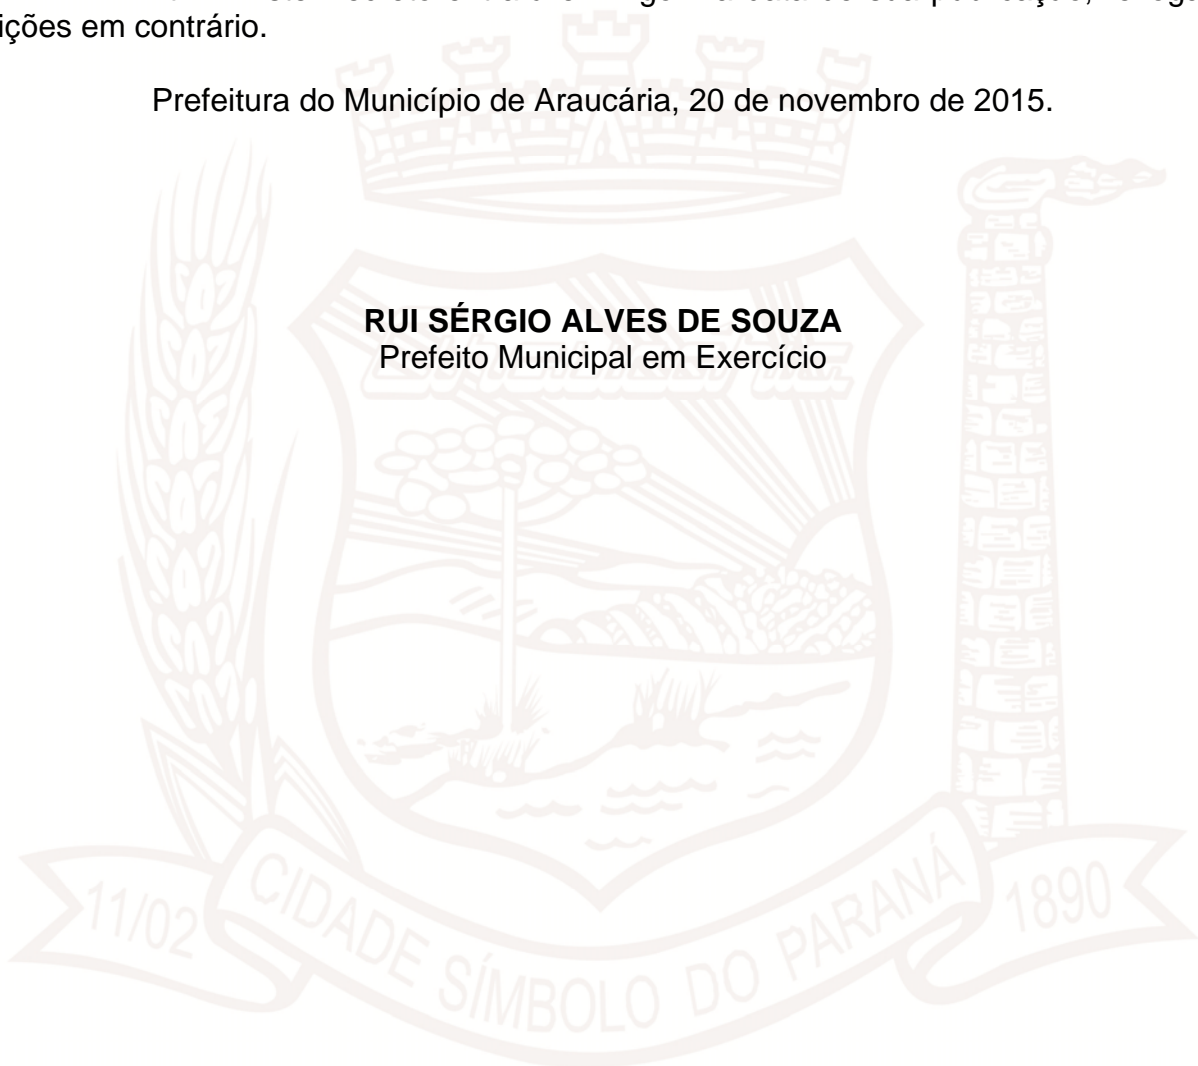 ições em contrário.
Prefeitura do Município de Araucária, 20 de novembro de 2015.
RUI SÉRGIO ALVES DE SOUZA
Prefeito Municipal em Exercício
11/02
CIDADE SÍMBOLO DO PARANÁ
1890